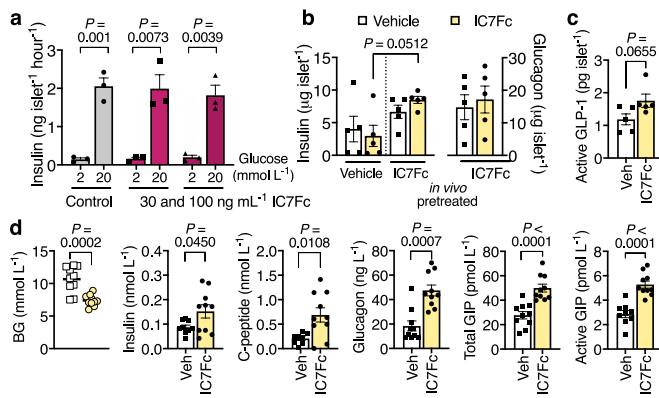 a
P = 0.001
P = 0.0073
P = 0.0039
Insulin (ng islet⁻¹ hour⁻¹)
3
2
1
0
2 20 2 20 2 20
Glucose (mmol L⁻¹)
Control
30 and 100 ng mL⁻¹ IC7Fc
b
Vehicle
IC7Fc
P = 0.0512
Insulin (µg islet⁻¹)
15
10
5
0
Vehicle
IC7Fc
IC7Fc
in vivo pretreated
30
20
10
0
Glucagon (µg islet⁻¹)
c
P = 0.0655
Active GLP-1 (pg islet⁻¹)
3
2
1
0
Veh
IC7Fc
d
P = 0.0002
BG (mmol L⁻¹)
15
10
5
0
P = 0.0450
Insulin (nmol L⁻¹)
0.4
0.3
0.2
0.1
0.0
Veh
IC7Fc
P = 0.0108
C-peptide (nmol L⁻¹)
2.0
1.5
1.0
0.5
0.0
Veh
IC7Fc
P = 0.0007
Glucagon (ng L⁻¹)
80
60
40
20
0
Veh
IC7Fc
P < 0.0001
Total GIP (pmol L⁻¹)
100
80
60
40
20
0
Veh
IC7Fc
P < 0.0001
Active GIP (pmol L⁻¹)
8
6
4
2
0
Veh
IC7Fc